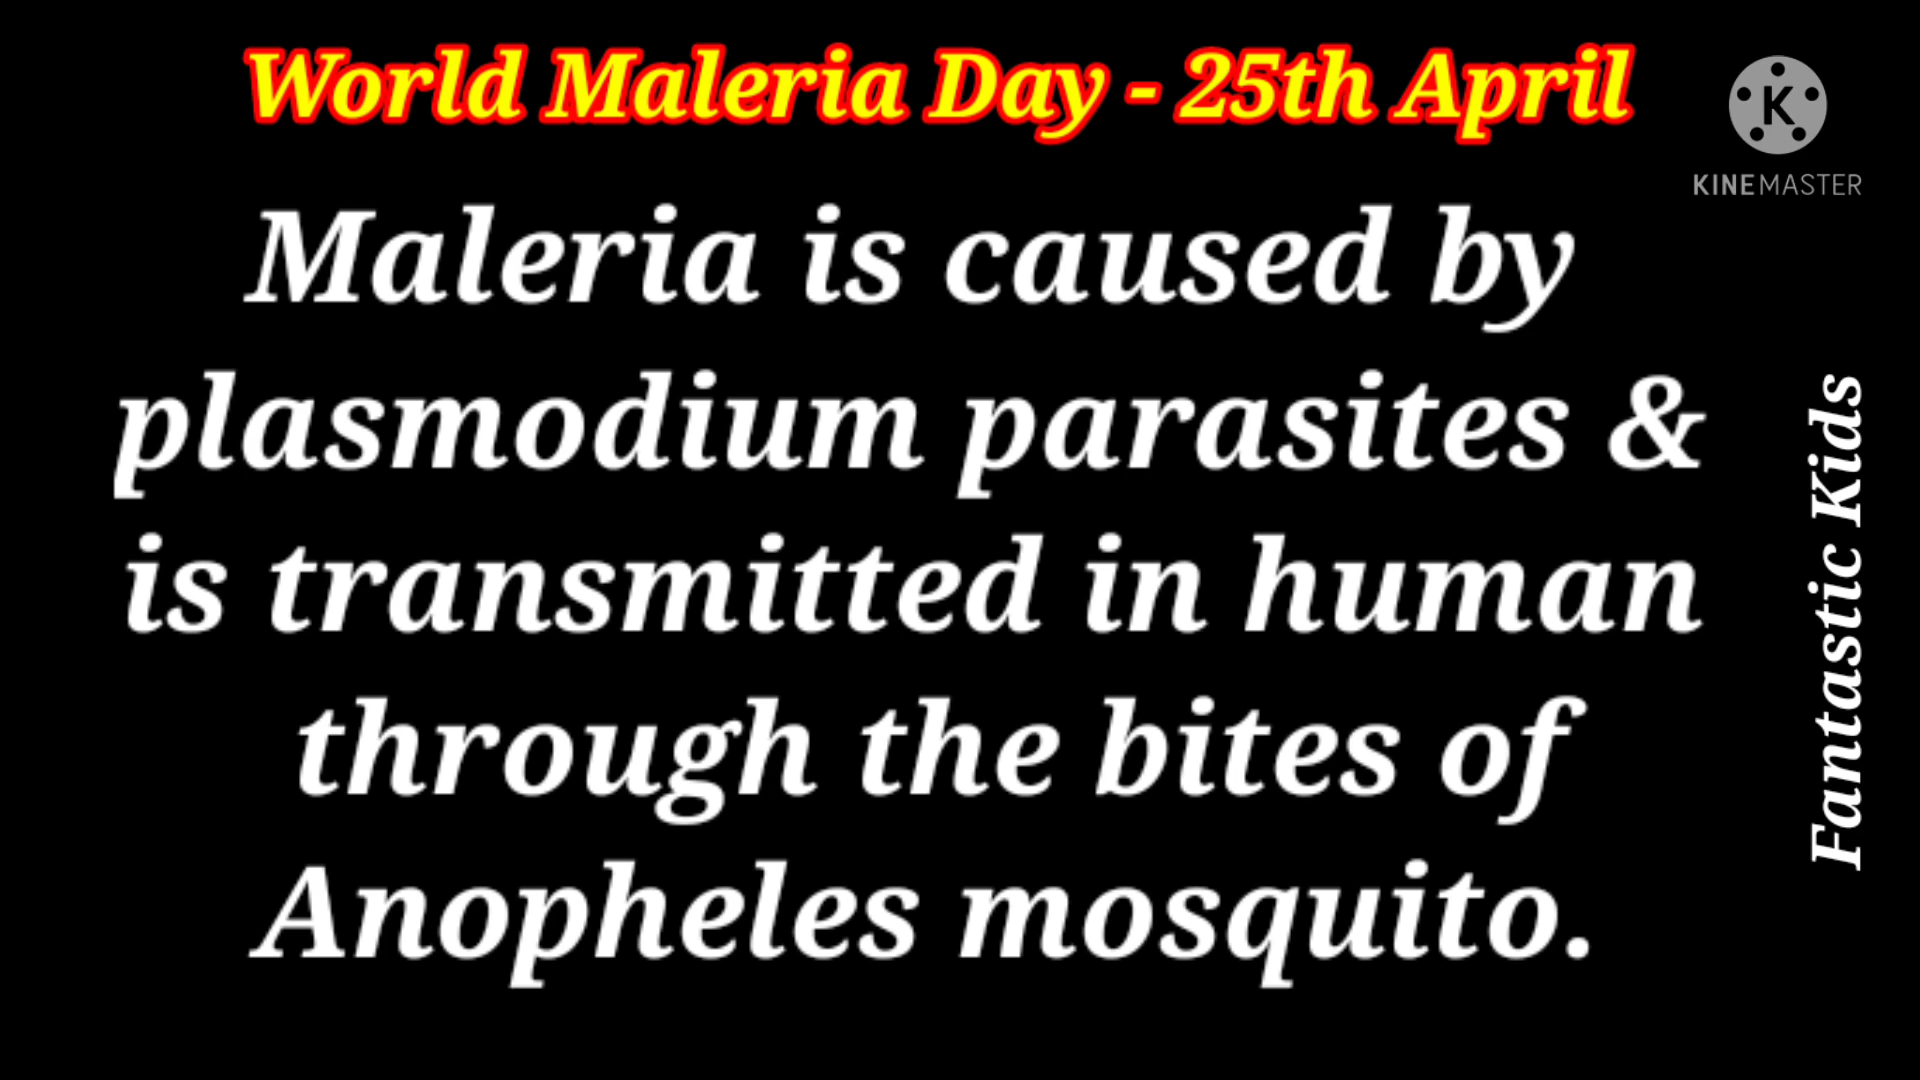 World Maleria Day - 25th April
K
KINEMASTER
Maleria is caused by
plasmodium parasites &
is transmitted in human
through the bites of
Anopheles mosquito.
Fantastic Kids